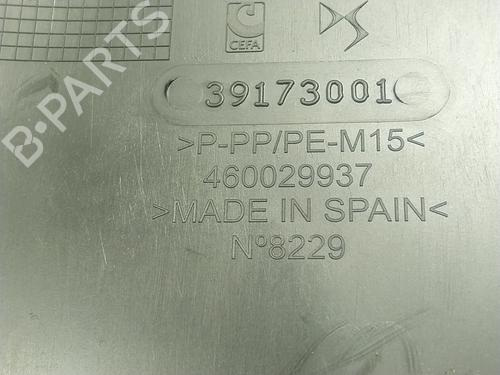 CEFA
39173001
>P-PP/PE-M15<
460029937
>MADE IN SPAIN<
Nº8229
B-PARTS